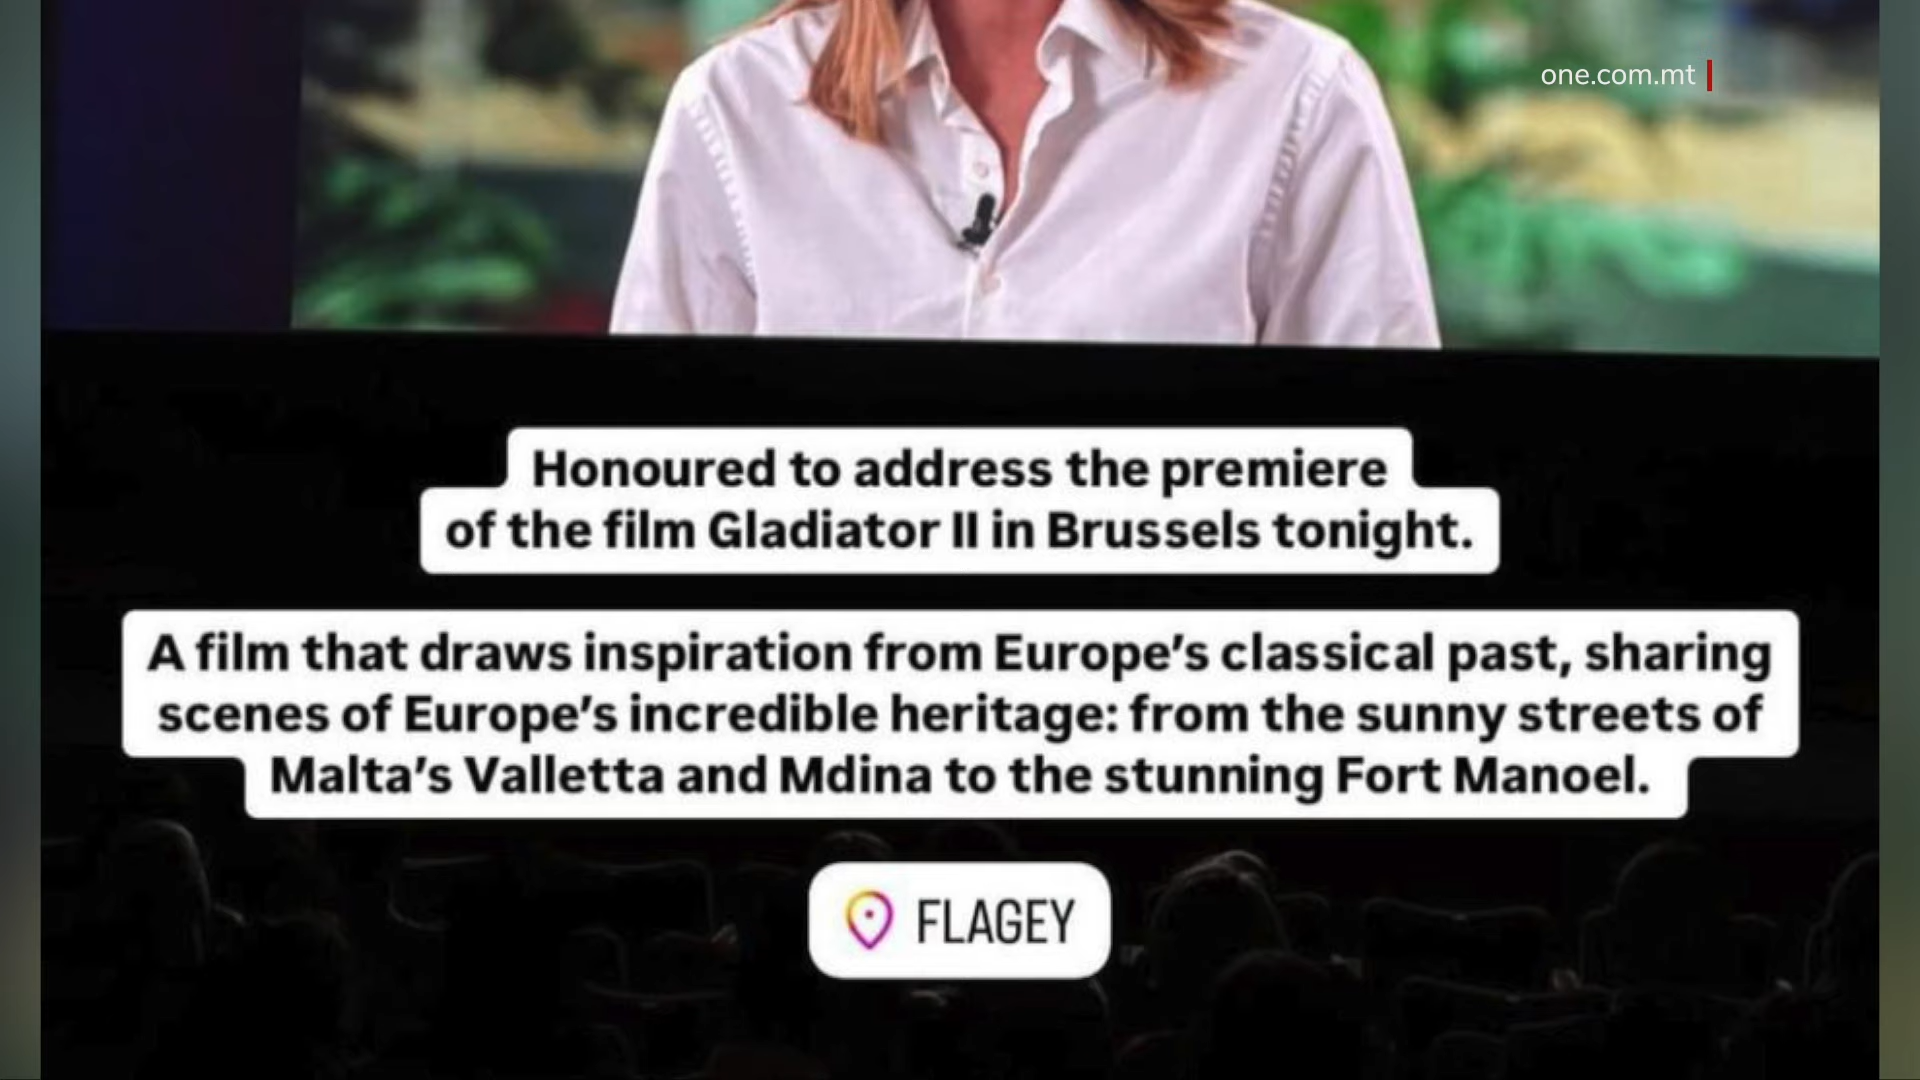 one.com.mt
Honoured to address the premiere
of the film Gladiator II in Brussels tonight.
A film that draws inspiration from Europe’s classical past, sharing
scenes of Europe’s incredible heritage: from the sunny streets of
Malta’s Valletta and Mdina to the stunning Fort Manoel.
FLAGEY